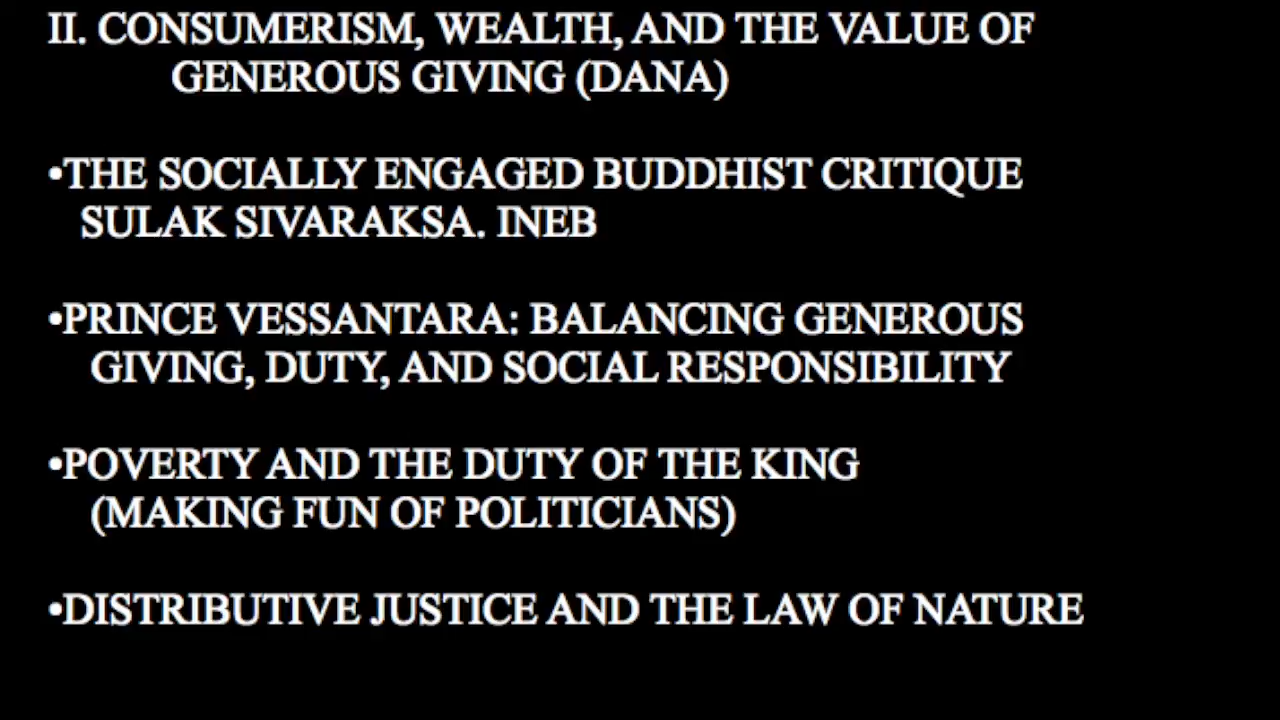 II. CONSUMERISM, WEALTH, AND THE VALUE OF
GENEROUS GIVING (DANA)
•THE SOCIALLY ENGAGED BUDDHIST CRITIQUE
SULAK SIVARAKSA. INEB
•PRINCE VESSANTARA: BALANCING GENEROUS
GIVING, DUTY, AND SOCIAL RESPONSIBILITY
•POVERTY AND THE DUTY OF THE KING
(MAKING FUN OF POLITICIANS)
•DISTRIBUTIVE JUSTICE AND THE LAW OF NATURE